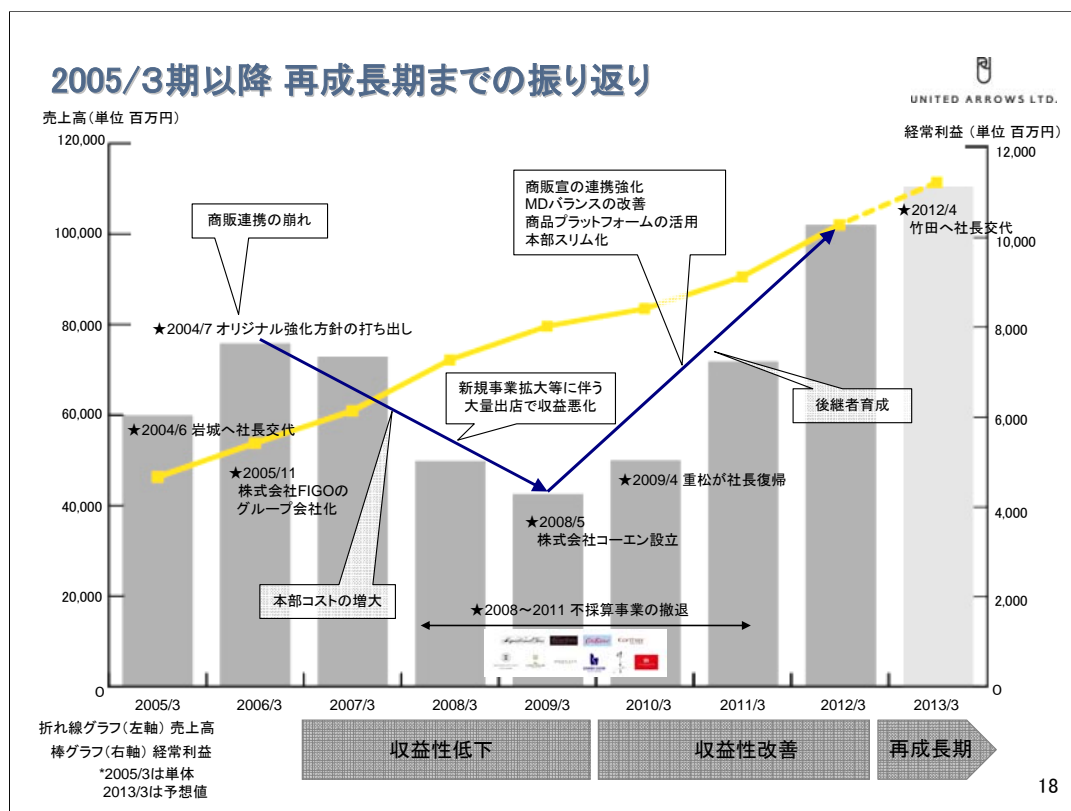 2005/3期以降 再成長期までの振り返り
UNITED ARROWS LTD.
売上高(単位 百万円)
経常利益 (単位 百万円)
120,000
100,000
80,000
60,000
40,000
20,000
0
12,000
10,000
8,000
6,000
4,000
2,000
0
商販連携の崩れ
商販宣の連携強化
MDバランスの改善
商品プラットフォームの活用
本部スリム化
★2012/4
竹田へ社長交代
★2004/7 オリジナル強化方針の打ち出し
新規事業拡大等に伴う
大量出店で収益悪化
後継者育成
★2004/6 岩城へ社長交代
★2005/11
株式会社FIGOの
グループ会社化
★2009/4 重松が社長復帰
★2008/5
株式会社コーエン設立
本部コストの増大
★2008~2011 不採算事業の撤退
2005/3
2006/3
2007/3
2008/3
2009/3
2010/3
2011/3
2012/3
2013/3
折れ線グラフ(左軸) 売上高
棒グラフ(右軸) 経常利益
*2005/3は単体
2013/3は予想値
収益性低下
収益性改善
再成長期
18